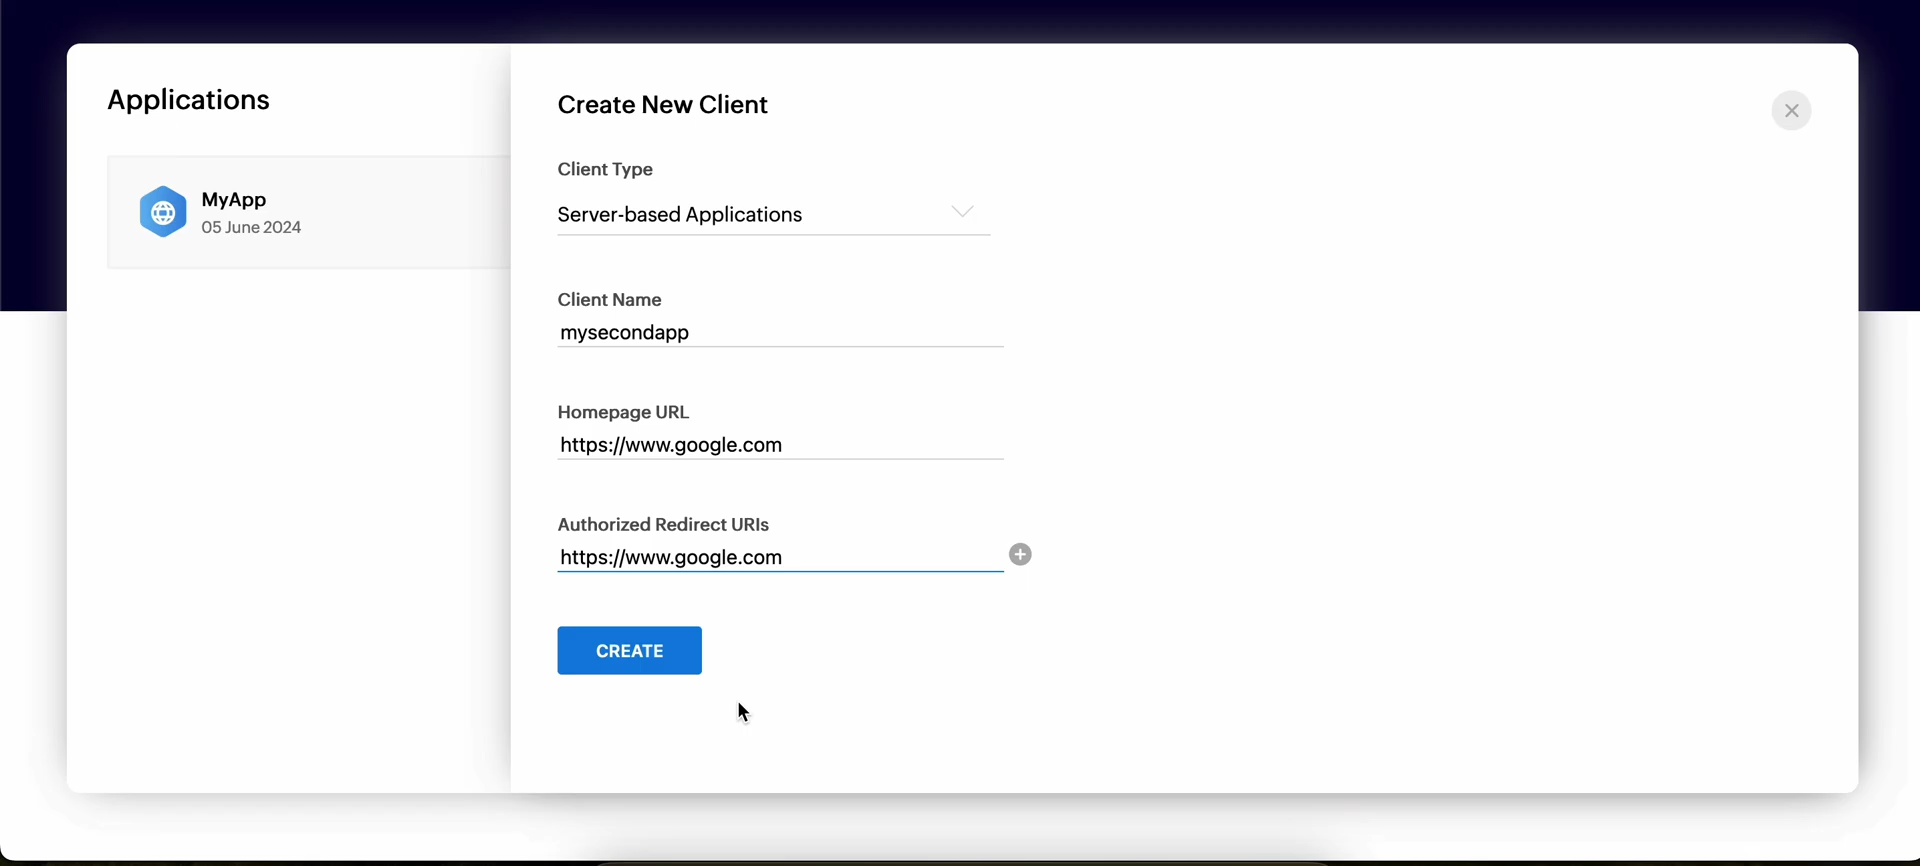 Applications
MyApp
05 June 2024
Create New Client
Client Type
Server-based Applications
Client Name
mysecondapp
Homepage URL
https://www.google.com
Authorized Redirect URIs
https://www.google.com
CREATE